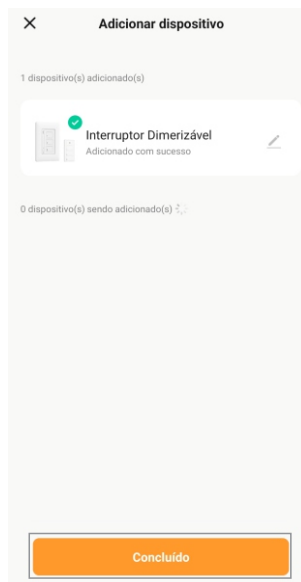 Adicionar dispositivo
1 dispositivo(s) adicionado(s)
Interruptor Dimerizável
Adicionado com sucesso
0 dispositivo(s) sendo adicionado(s)
Concluído